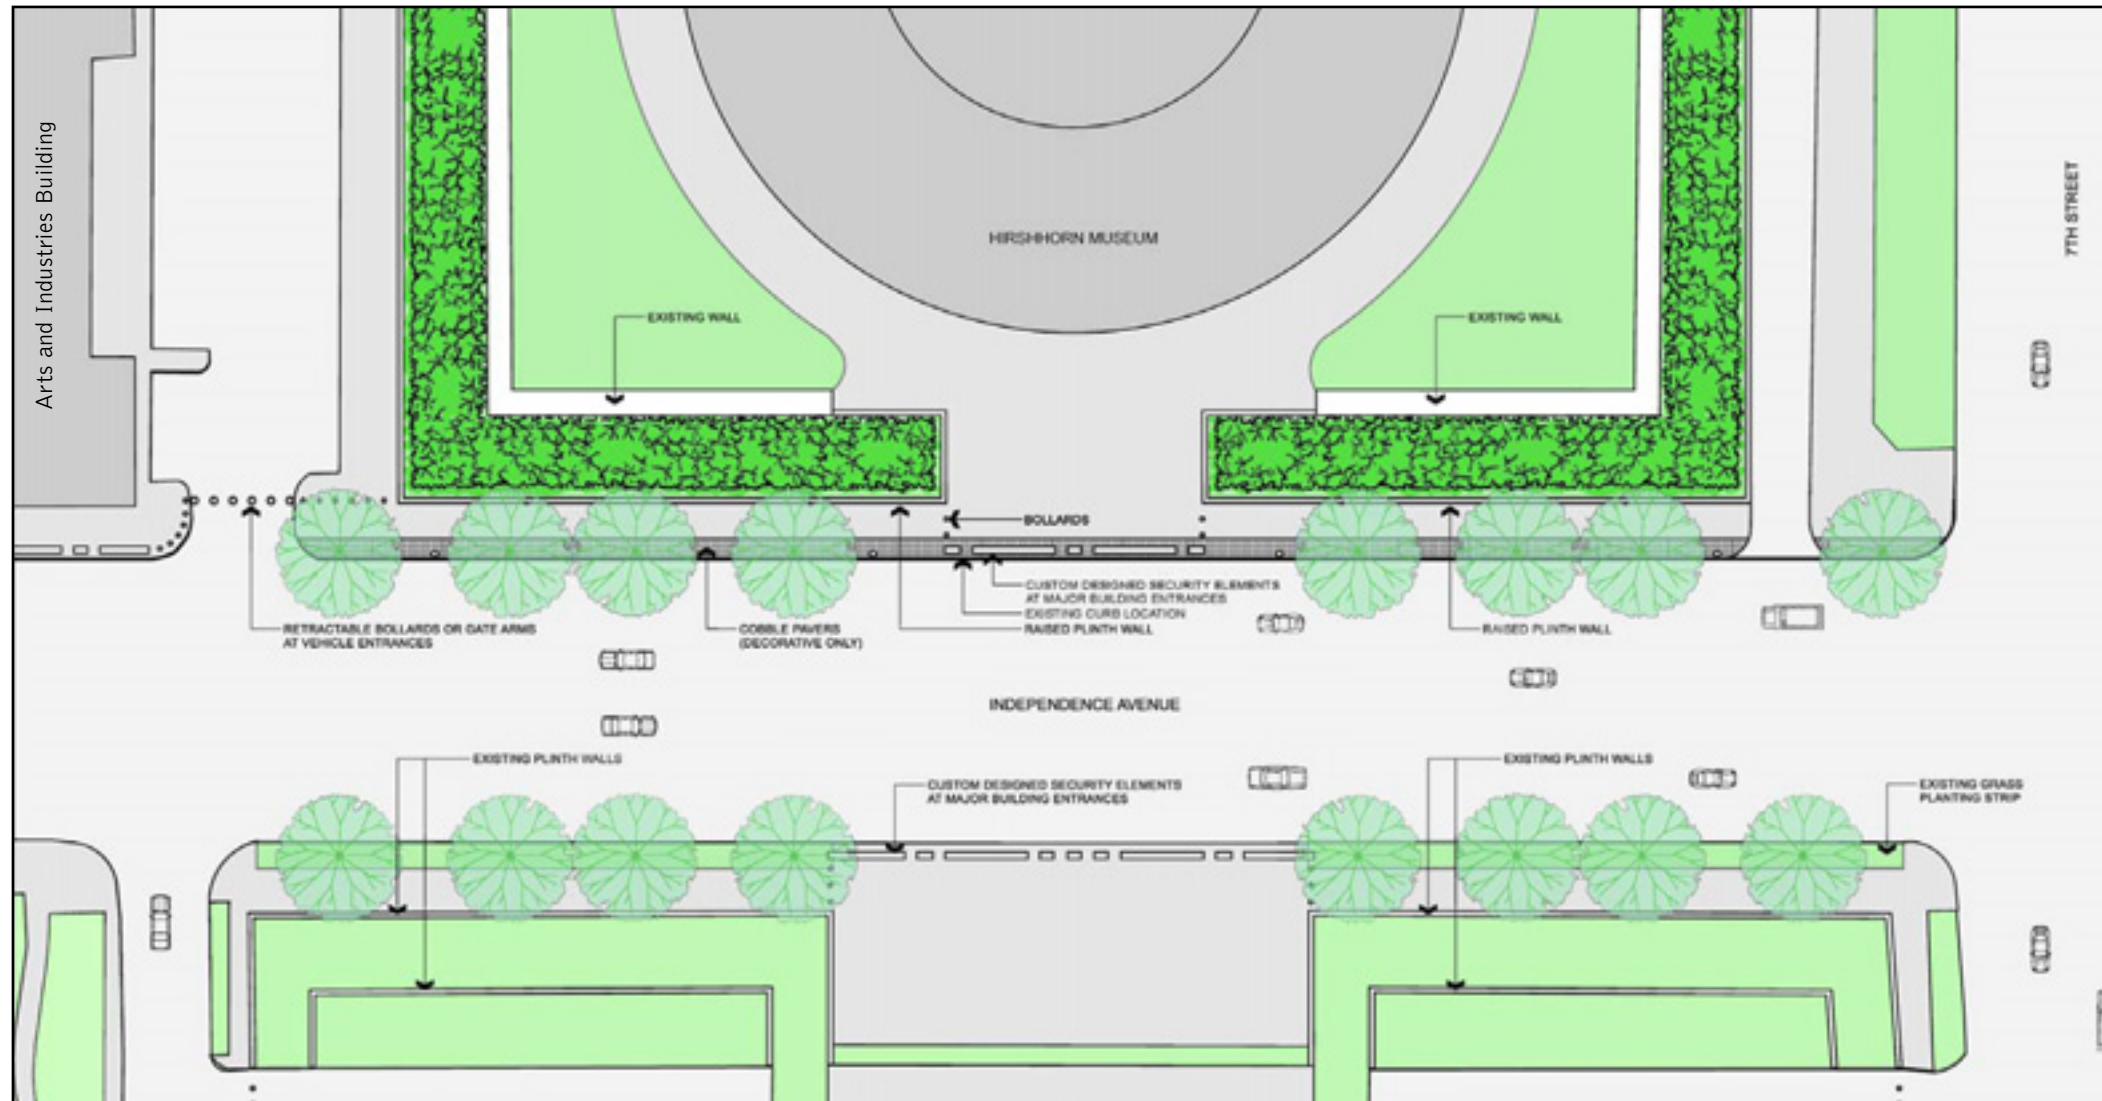 Arts and Industries Building
HIRSHHORN MUSEUM
7TH STREET
EXISTING WALL
EXISTING WALL
BOLLARDS
CUSTOM DESIGNED SECURITY ELEMENTS
AT MAJOR BUILDING ENTRANCES
EXISTING CURB LOCATION
RAISED PLINTH WALL
RAISED PLINTH WALL
RETRACTABLE BOLLARDS OR GATE ARMS
AT VEHICLE ENTRANCES
COBBLE PAVERS
(DECORATIVE ONLY)
INDEPENDENCE AVENUE
EXISTING PLINTH WALLS
EXISTING PLINTH WALLS
CUSTOM DESIGNED SECURITY ELEMENTS
AT MAJOR BUILDING ENTRANCES
EXISTING GRASS
PLANTING STRIP